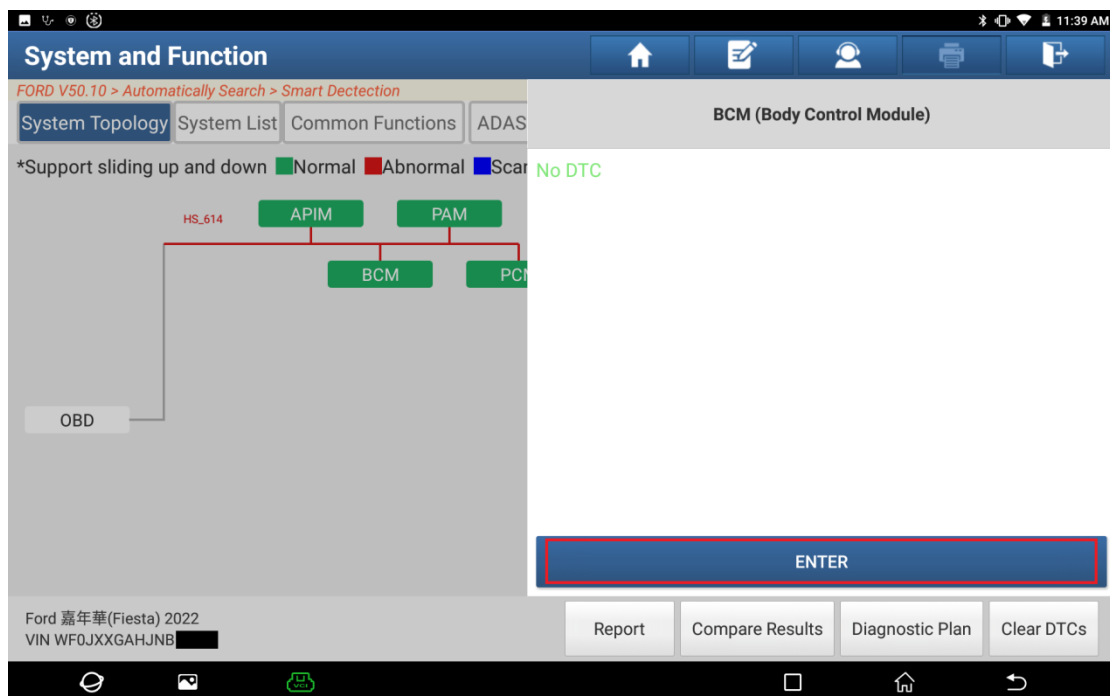 11:39 AM
System and Function
FORD V50.10 > Automatically Search > Smart Dectection
System Topology
System List
Common Functions
ADAS
BCM (Body Control Module)
*Support sliding up and down Normal Abnormal Scan
No DTC
HS_614
APIM
PAM
BCM
PCM
OBD
ENTER
Ford 嘉年華(Fiesta) 2022
VIN WF0JXXGAHJNB
Report
Compare Results
Diagnostic Plan
Clear DTCs
VCI